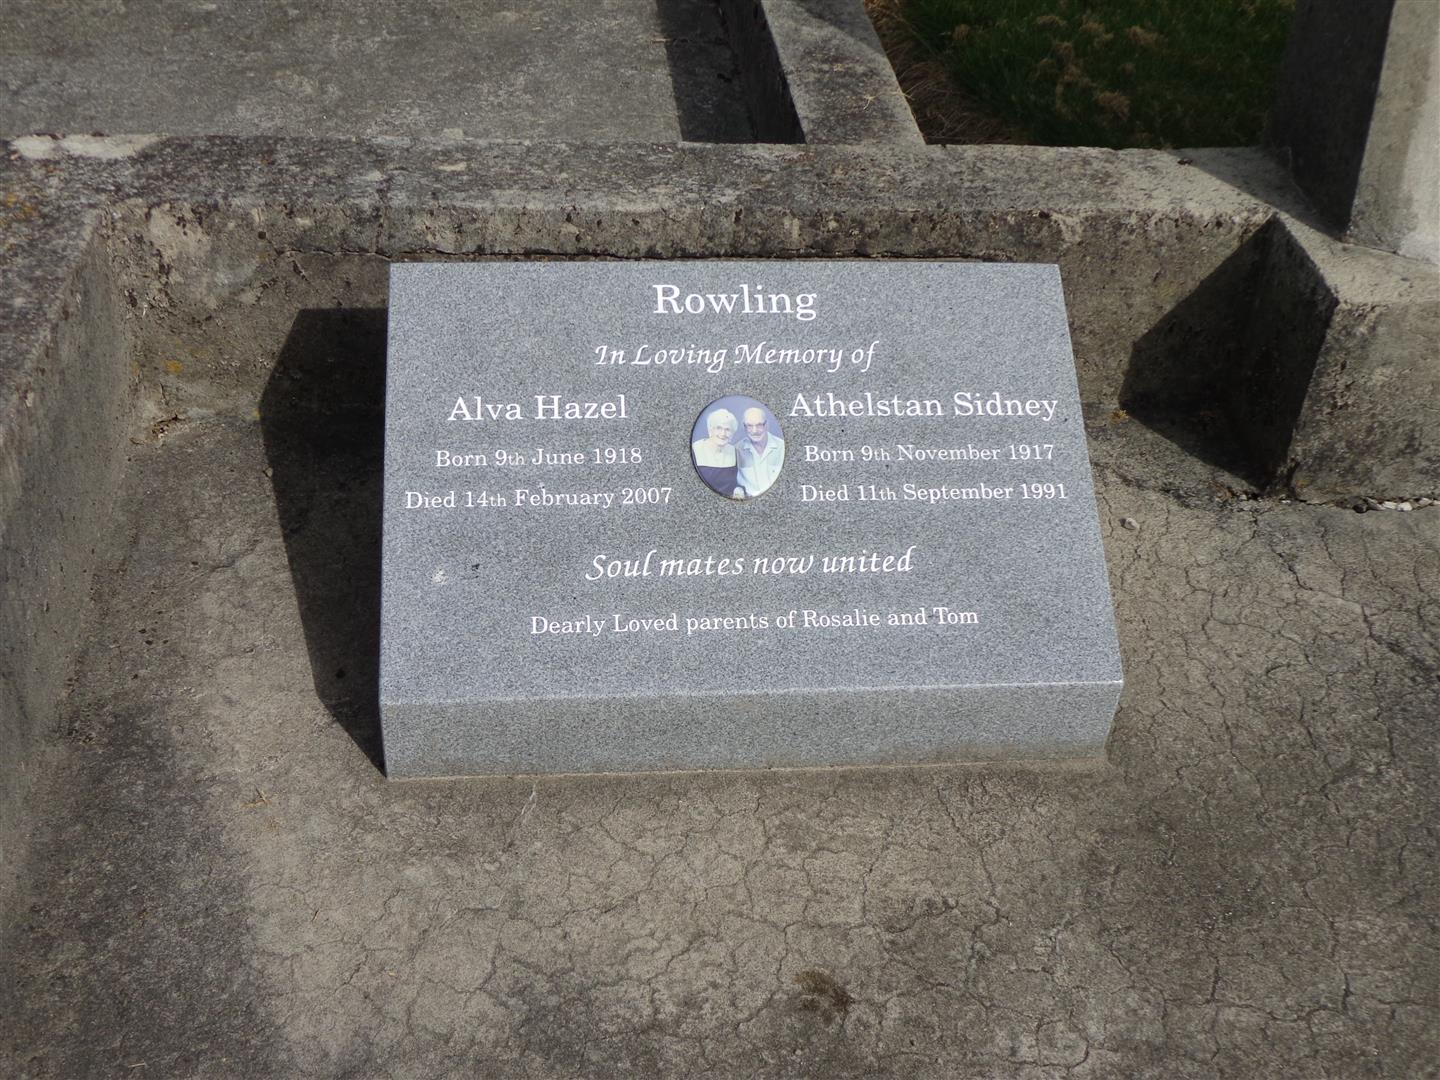 Rowling
In Loving Memory of
Alva Hazel
Born 9th June 1918
Died 14th February 2007
Athelstan Sidney
Born 9th November 1917
Died 11th September 1991
Soul mates now united
Dearly Loved parents of Rosalie and Tom